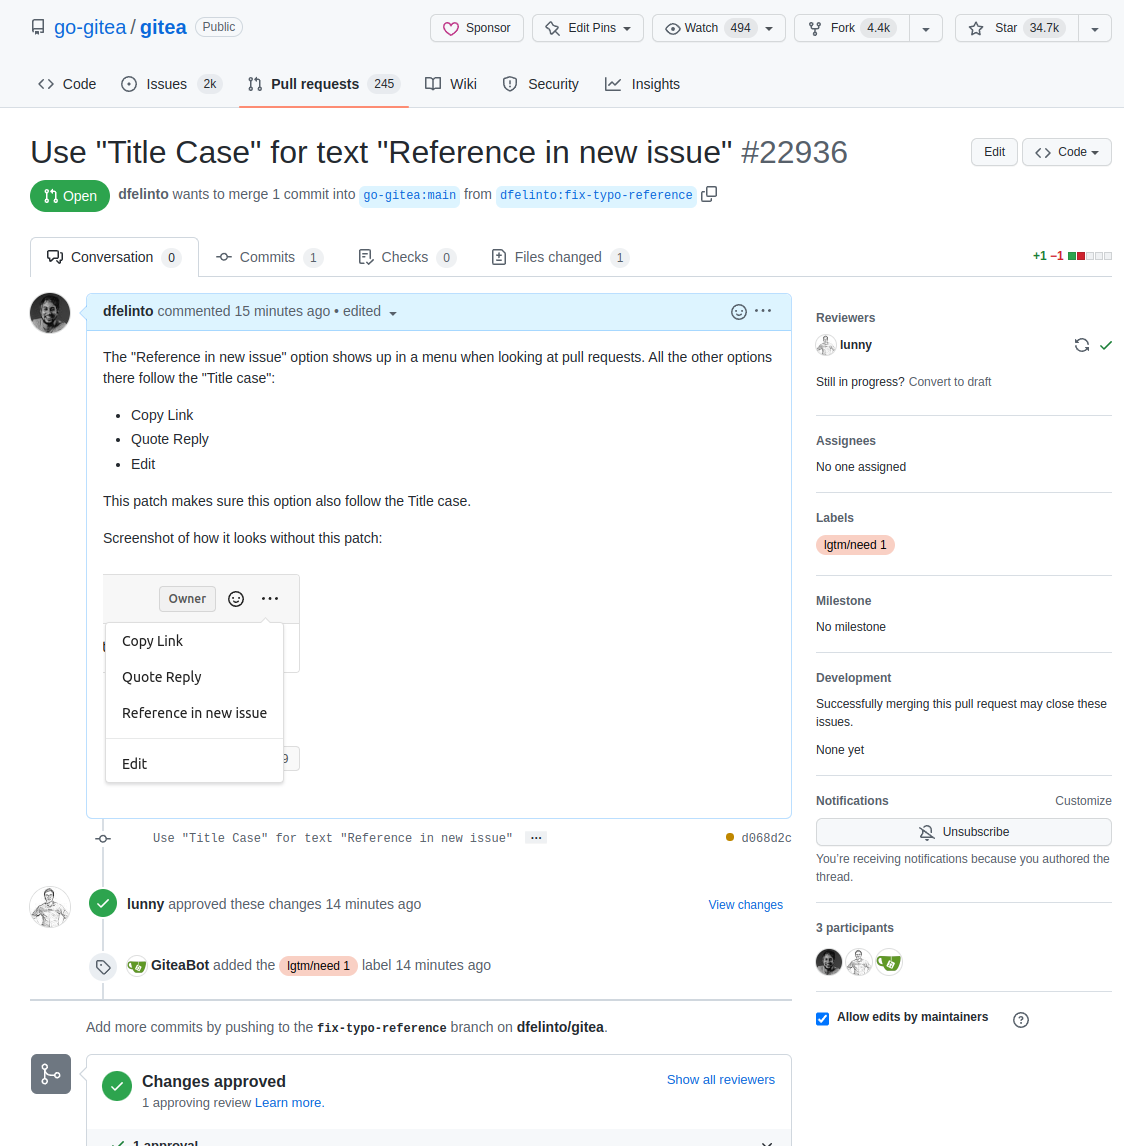 go-gitea / gitea Public
Sponsor Edit Pins Watch 494 Fork 4.4k Star 34.7k
Code Issues 2k Pull requests 245 Wiki Security Insights
Use "Title Case" for text "Reference in new issue" #22936
Edit Code
Open dfelinto wants to merge 1 commit into go-gitea:main from dfelinto:fix-typo-reference
Conversation 0 Commits 1 Checks 0 Files changed 1 +1 −1
dfelinto commented 15 minutes ago • edited
The "Reference in new issue" option shows up in a menu when looking at pull requests. All the other options
there follow the "Title case":
• Copy Link
• Quote Reply
• Edit
This patch makes sure this option also follow the Title case.
Screenshot of how it looks without this patch:
Owner
Copy Link
Quote Reply
Reference in new issue
Edit
Use "Title Case" for text "Reference in new issue" ... d068d2c
lunny approved these changes 14 minutes ago View changes
GiteaBot added the lgtm/need 1 label 14 minutes ago
Add more commits by pushing to the fix-typo-reference branch on dfelinto/gitea.
Changes approved Show all reviewers
1 approving review Learn more.
1 approval
Reviewers
lunny
Still in progress? Convert to draft
Assignees
No one assigned
Labels
lgtm/need 1
Milestone
No milestone
Development
Successfully merging this pull request may close these
issues.
None yet
Notifications Customize
Unsubscribe
You're receiving notifications because you authored the
thread.
3 participants
Allow edits by maintainers